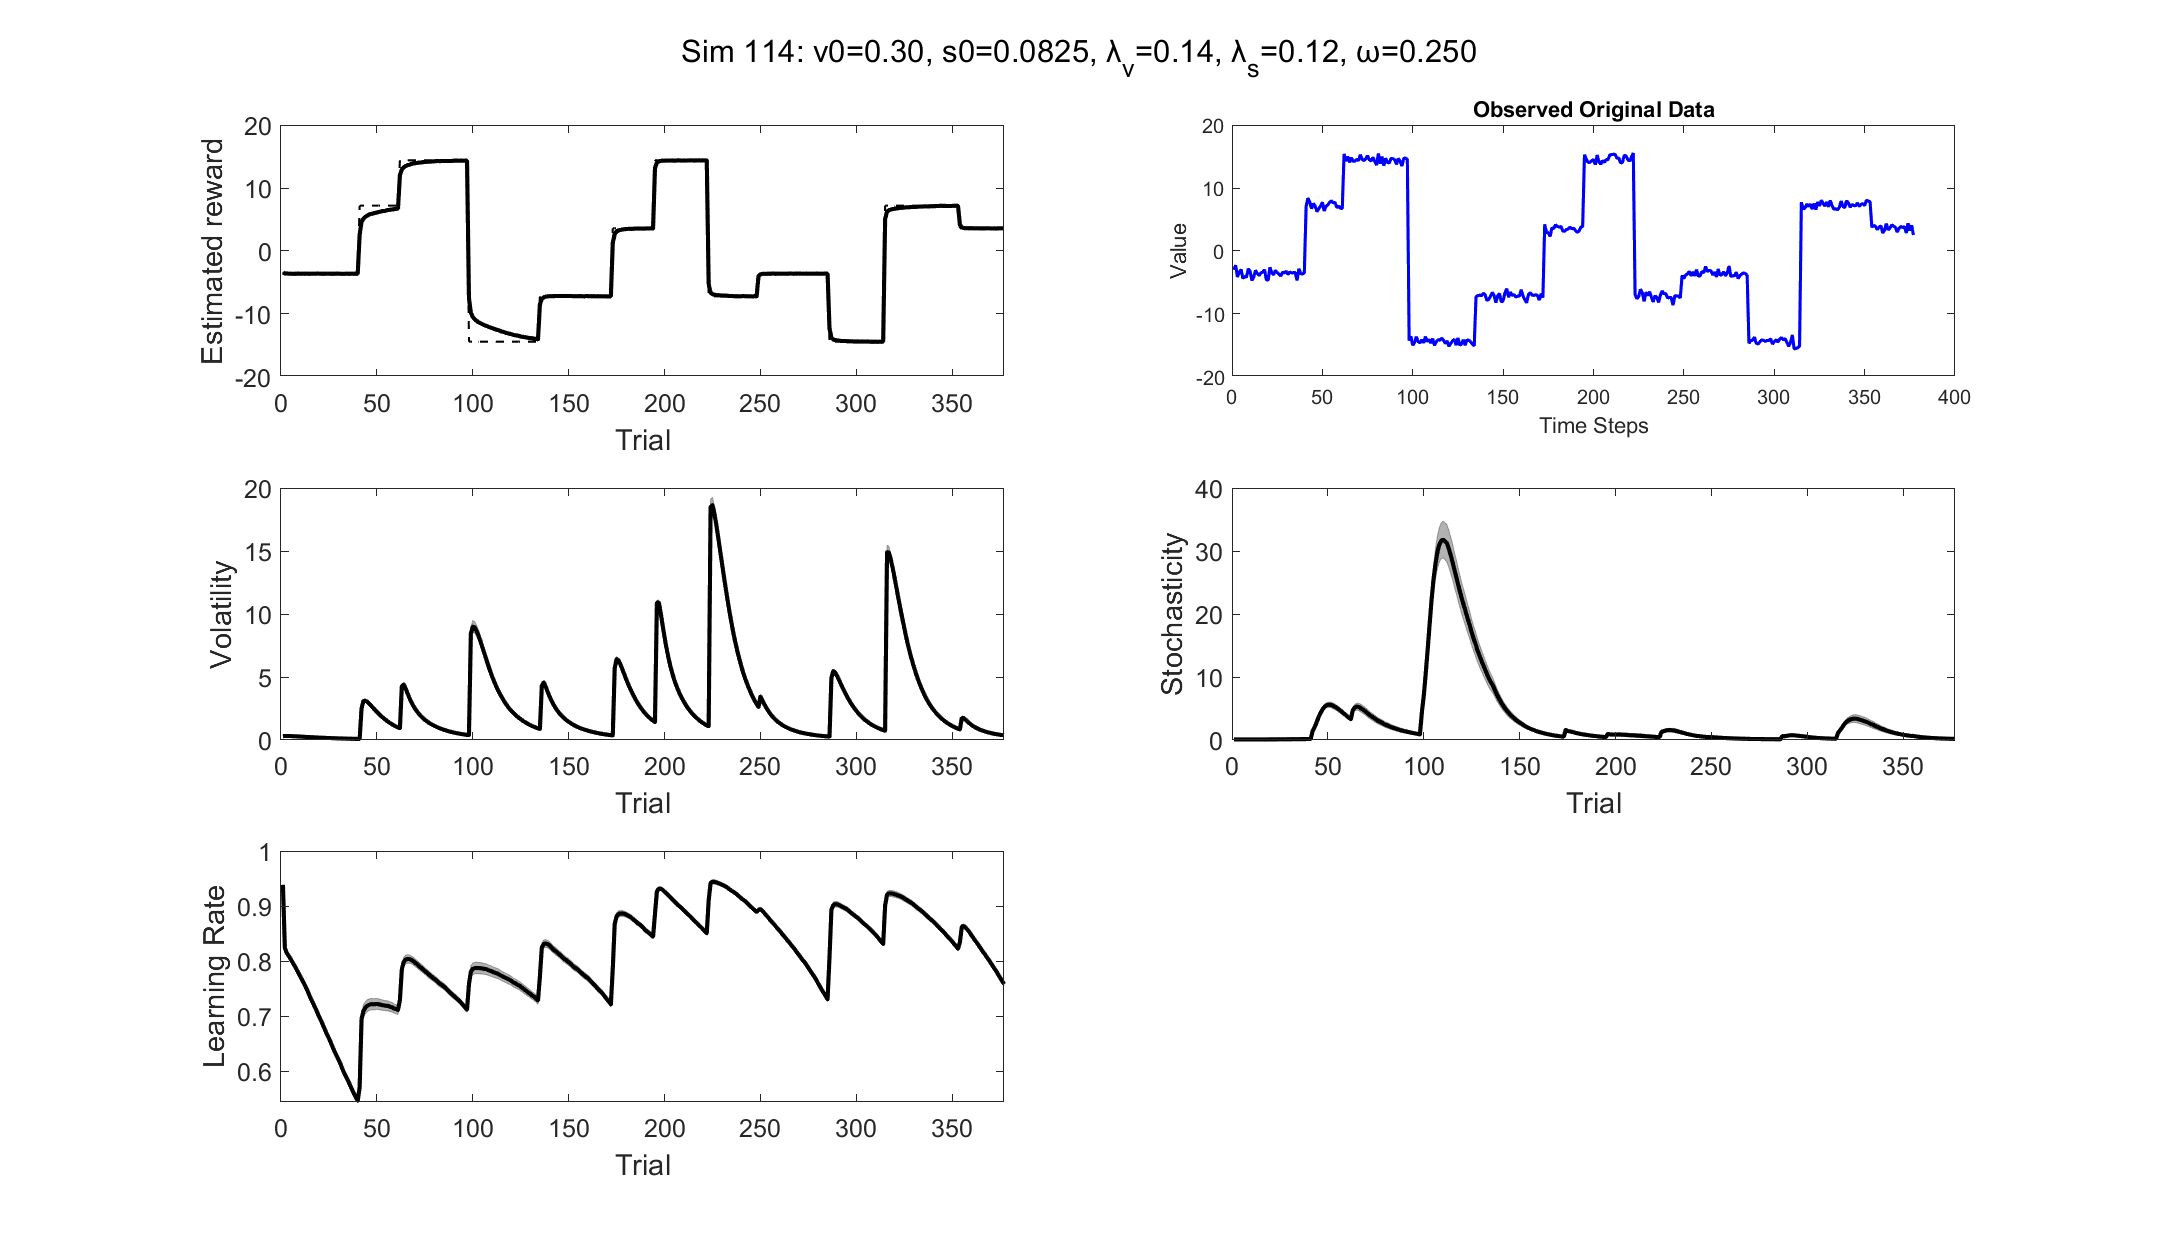 Sim 114: v0=0.30, s0=0.0825, λv=0.14, λs=0.12, ω=0.250
Estimated reward
20
10
0
-10
-20
0 50 100 150 200 250 300 350
Trial
Observed Original Data
Value
20
10
0
-10
-20
0 50 100 150 200 250 300 350 400
Time Steps
Volatility
20
15
10
5
0
0 50 100 150 200 250 300 350
Trial
Stochasticity
40
30
20
10
0
0 50 100 150 200 250 300 350
Trial
Learning Rate
1
0.9
0.8
0.7
0.6
0 50 100 150 200 250 300 350
Trial